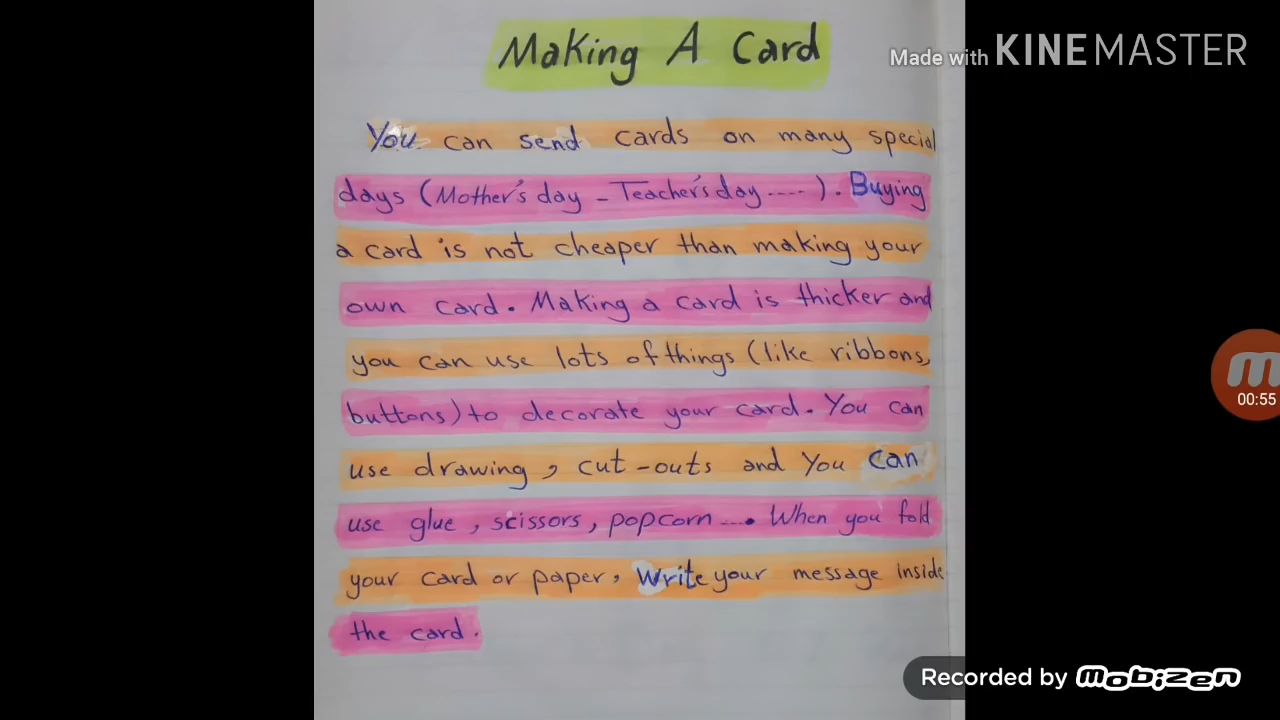 Making A Card
Made with KINEMASTER
You can send cards on many special
days (Mother's day - Teacher's day .....). Buying
a card is not cheaper than making your
own card. Making a card is thicker and
you can use lots of things (like ribbons,
buttons) to decorate your card. You can
use drawing, cut-outs and You can
use glue, scissors, popcorn .... When you fold
your card or paper, Write your message inside
the card.
00:55
Recorded by mobizen